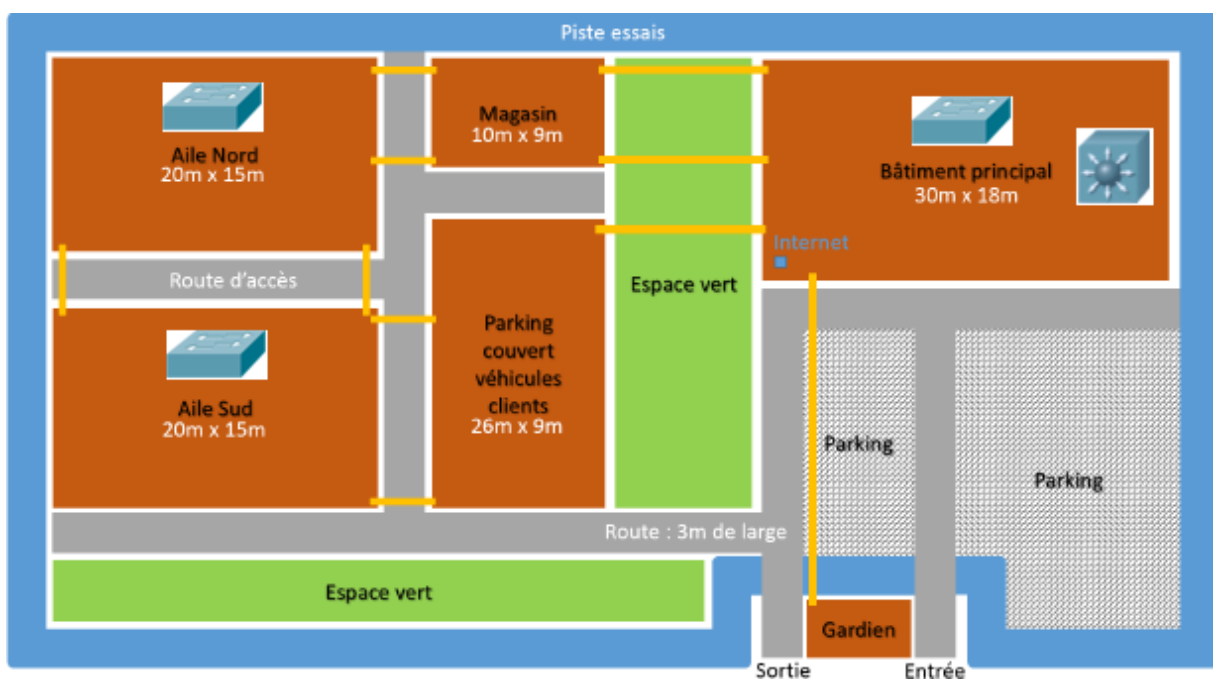 Piste essais
Aile Nord
20m x 15m
Magasin
10m x 9m
Bâtiment principal
30m x 18m
Internet
Route d'accès
Espace vert
Aile Sud
20m x 15m
Parking
couvert
véhicules
clients
26m x 9m
Parking
Parking
Route : 3m de large
Espace vert
Gardien
Sortie
Entrée